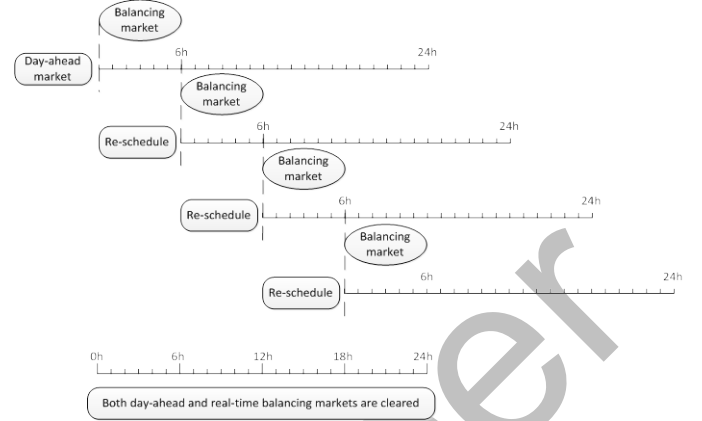 Balancing
market
6h
24h
Day-ahead
market
Balancing
market
6h
24h
Re-schedule
Balancing
market
6h
24h
Re-schedule
Balancing
market
6h
24h
Re-schedule
0h 6h 12h 18h 24h
Both day-ahead and real-time balancing markets are cleared
er